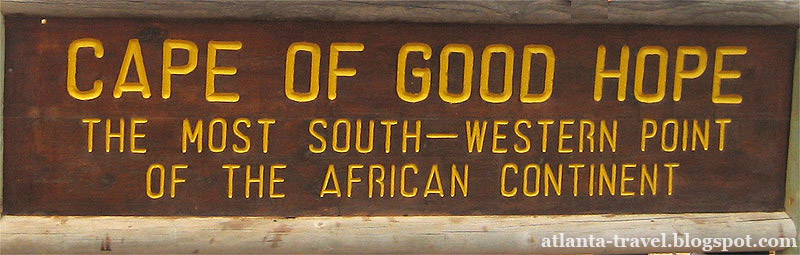 CAPE OF GOOD HOPE
THE MOST SOUTH-WESTERN POINT
OF THE AFRICAN CONTINENT
atlanta-travel.blogspot.com